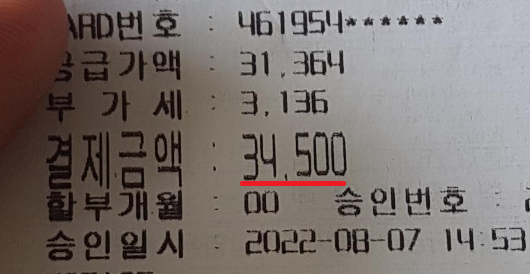 ARD번호 : 461954******
공급가액 : 31,364
부 가 세 : 3,136
결제금액 : 34,500
할부개월 : 00 승인번호 :
승인일시 : 2022-08-07 14:53